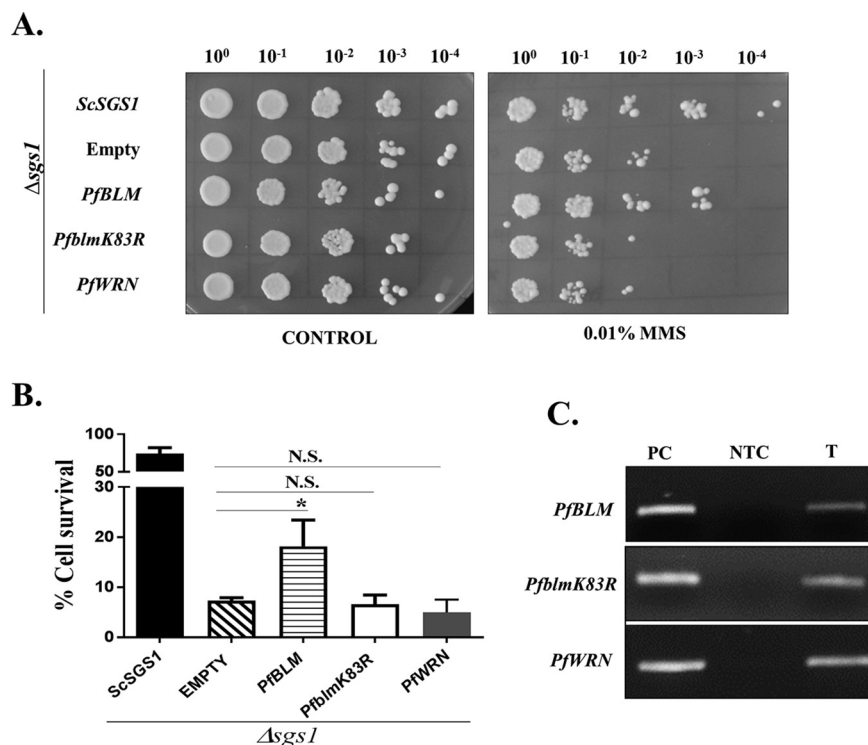 A.
10⁰ 10⁻¹ 10⁻² 10⁻³ 10⁻⁴ 10⁰ 10⁻¹ 10⁻² 10⁻³ 10⁻⁴
Δsgs1
ScSGS1
Empty
PfBLM
PfblmK83R
PfWRN
CONTROL 0.01% MMS
B.
% Cell survival
100
50
30
20
10
0
N.S.
N.S.
*
ScSGS1 EMPTY PfBLM PfblmK83R PfWRN
Δsgs1
C.
PC NTC T
PfBLM
PfblmK83R
PfWRN